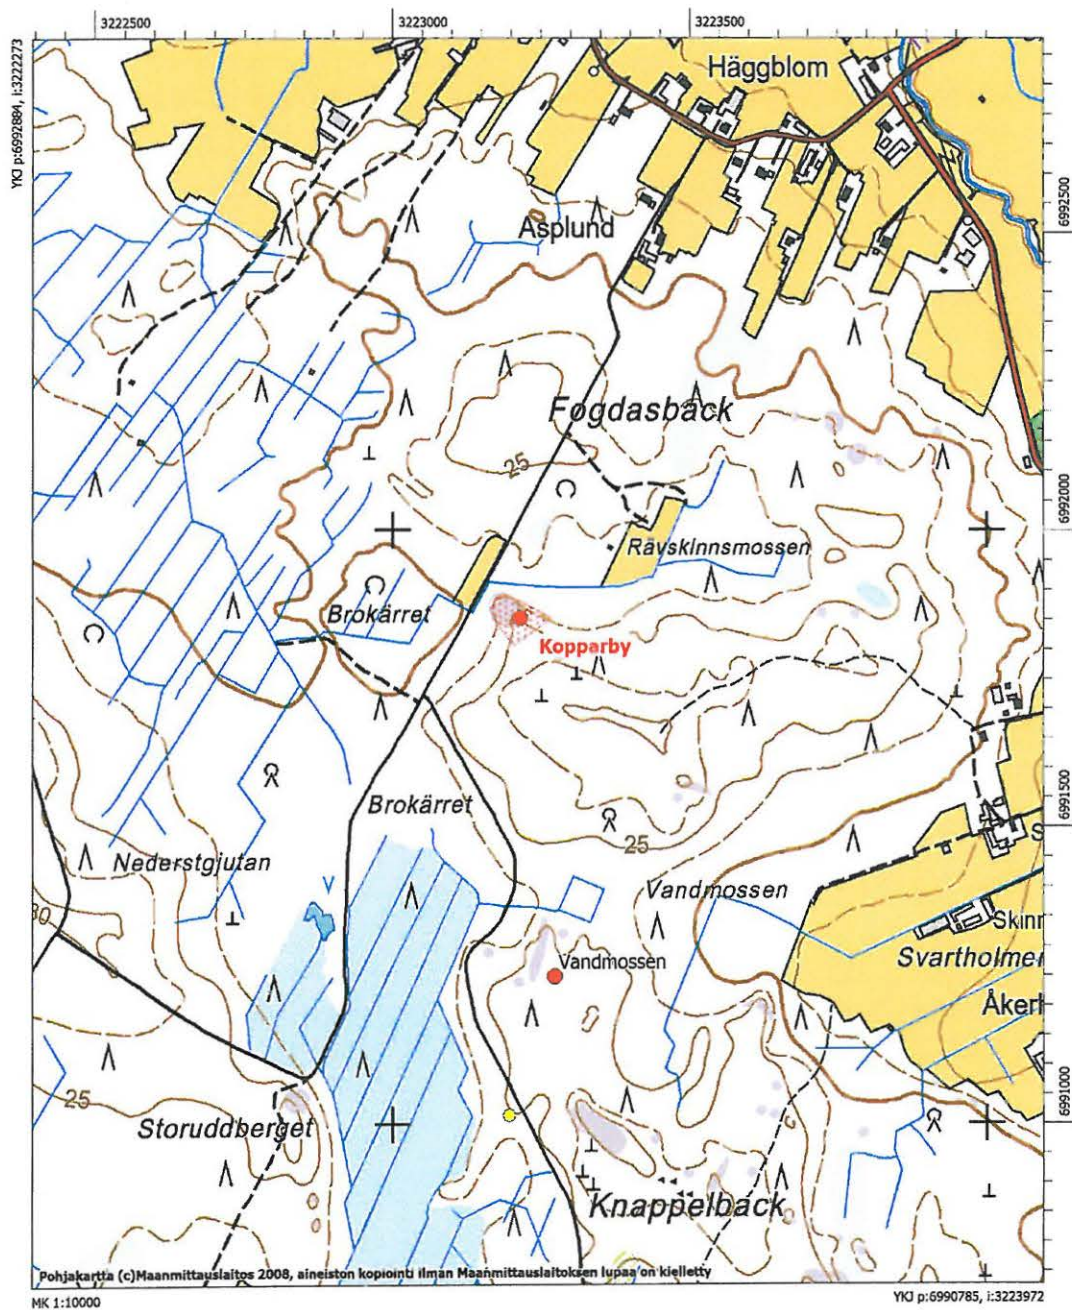 3222500 3223000 3223500
YKJ p:6992884, i:3222273
Häggblom
6992500
Asplund
Fogdasbäck
25
6992000
Rävskinnsmossen
Brokärret
Kopparby
Brokärret
25
6991500
Nederstgjutan
Vandmossen
Skinn
Svartholmen
Vandmossen
Åkerh
6991000
25
Storuddberget
Knappelbäck
Pohjakartta (c)Maanmittauslaitos 2008, aineiston kopiointi ilman Maanmittauslaitoksen lupaa on kielletty
MK 1:10000
YKJ p:6990785, i:3223972